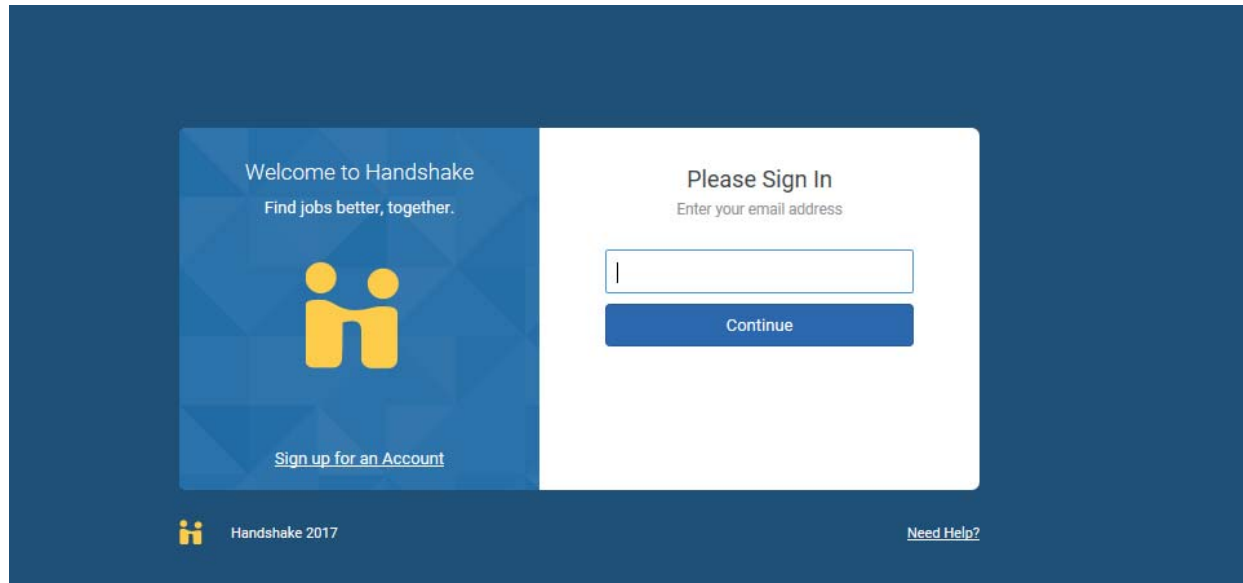 Welcome to Handshake
Find jobs better, together.
Sign up for an Account
Please Sign In
Enter your email address
Continue
Handshake 2017
Need Help?